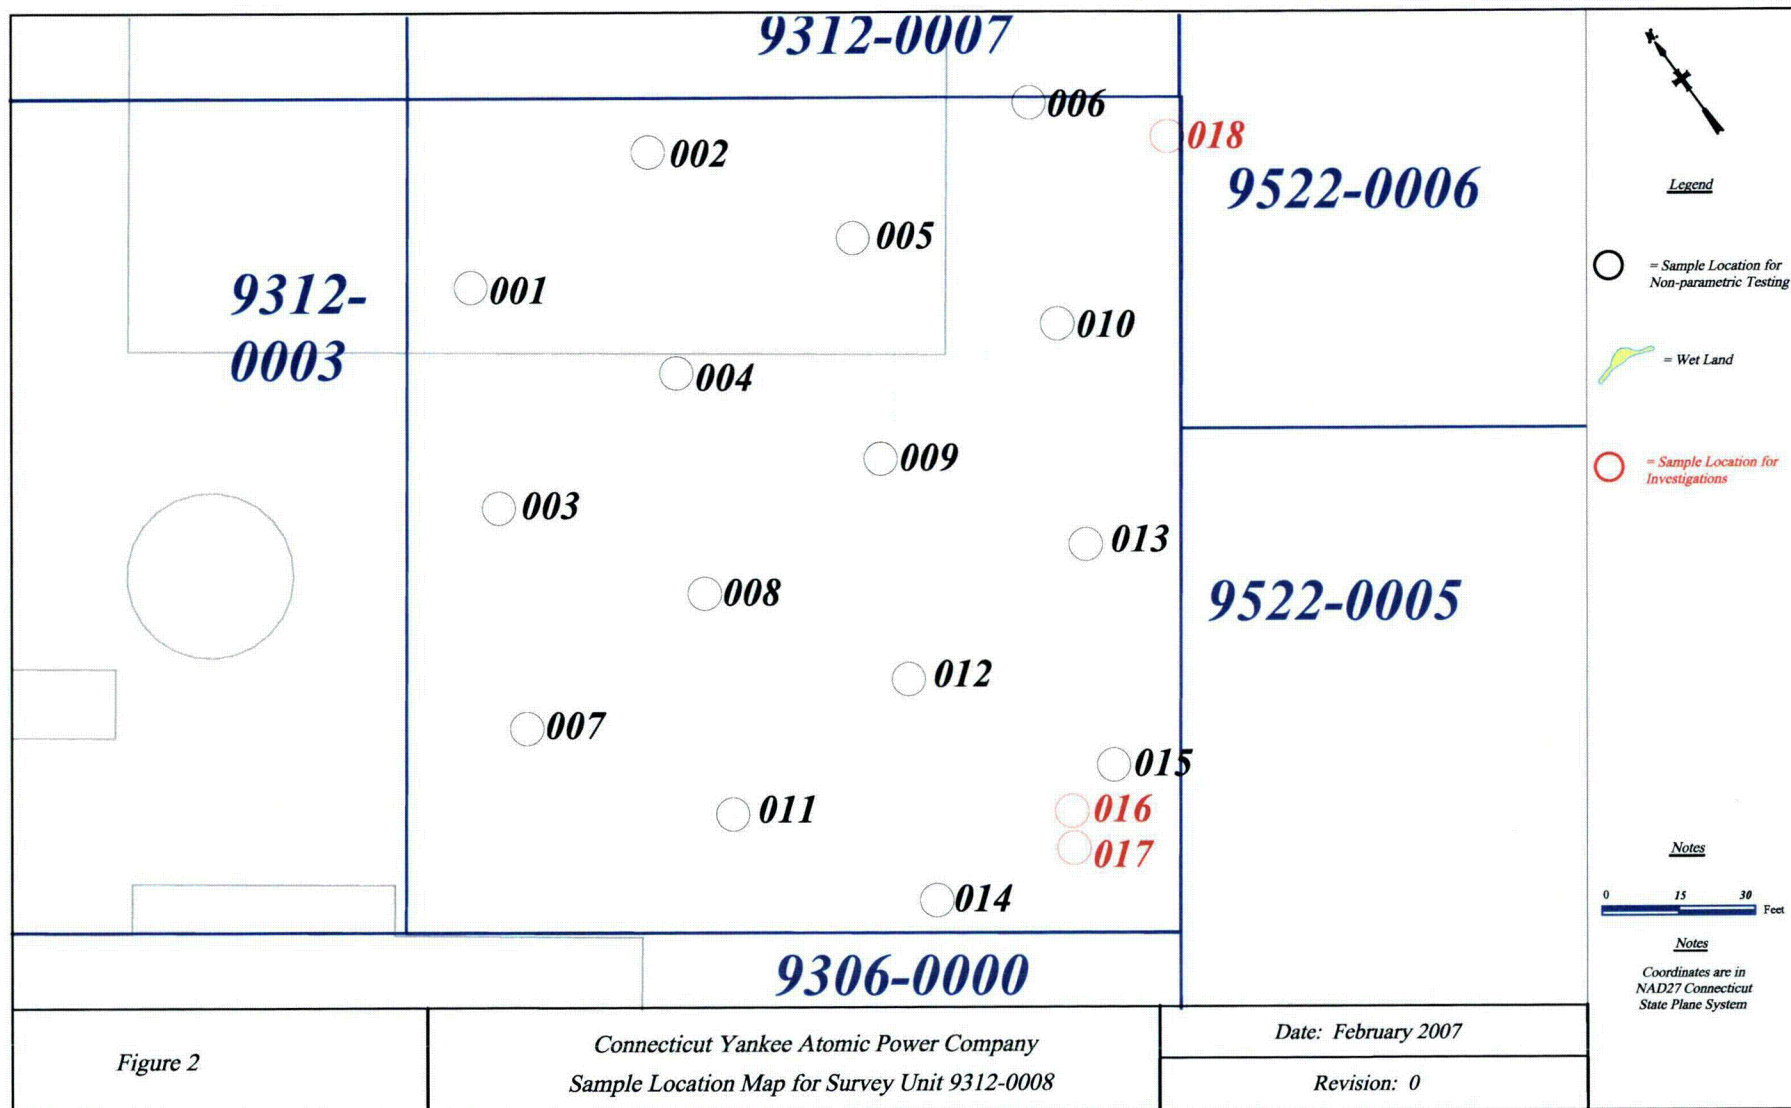 9312-0007
006
018
002
9522-0006
005
001
9312-
0003
010
004
009
003
013
008
9522-0005
012
007
015
016
011
017
014
9306-0000
Legend
= Sample Location for
Non-parametric Testing
= Wet Land
= Sample Location for
Investigations
Notes
0 15 30
Feet
Notes
Coordinates are in
NAD27 Connecticut
State Plane System
Figure 2
Connecticut Yankee Atomic Power Company
Sample Location Map for Survey Unit 9312-0008
Date: February 2007
Revision: 0